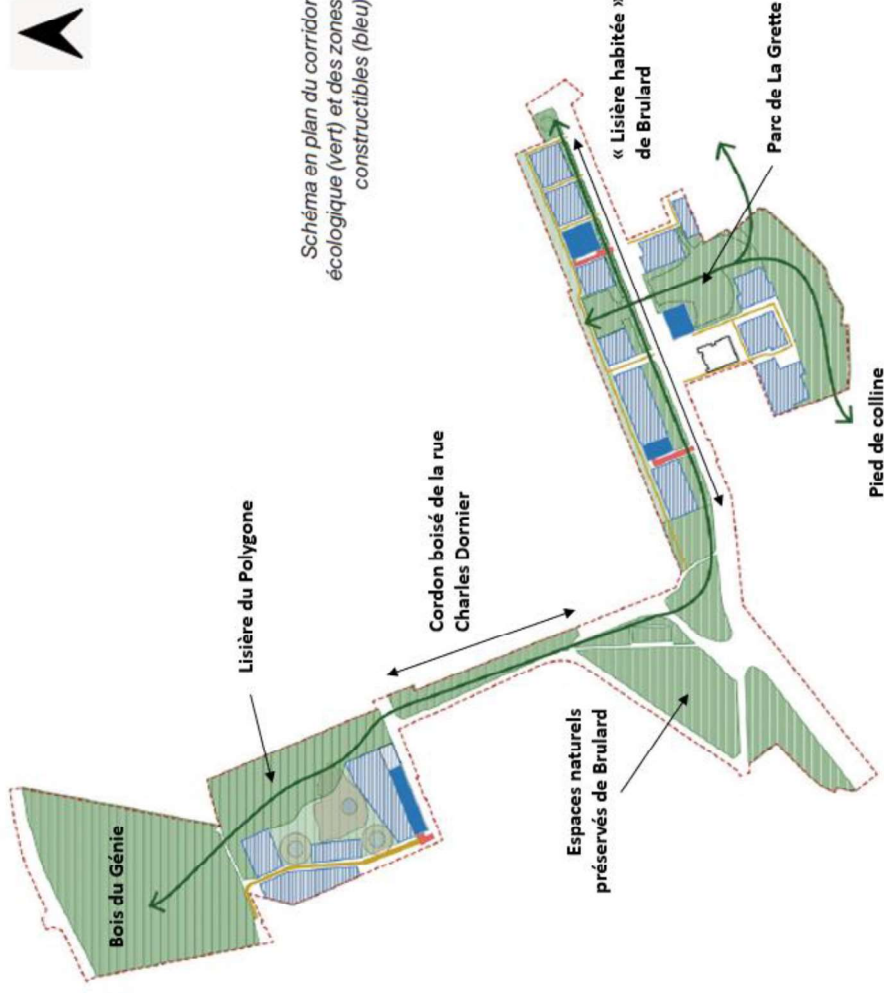 Schéma en plan du corridor
écologique (vert) et des zones
constructibles (bleu)
« Lisière habitée »
de Brulard
Parc de La Grette
Pied de colline
Cordon boisé de la rue
Charles Dornier
Lisière du Polygone
Espaces naturels
préservés de Brulard
Bois du Génie